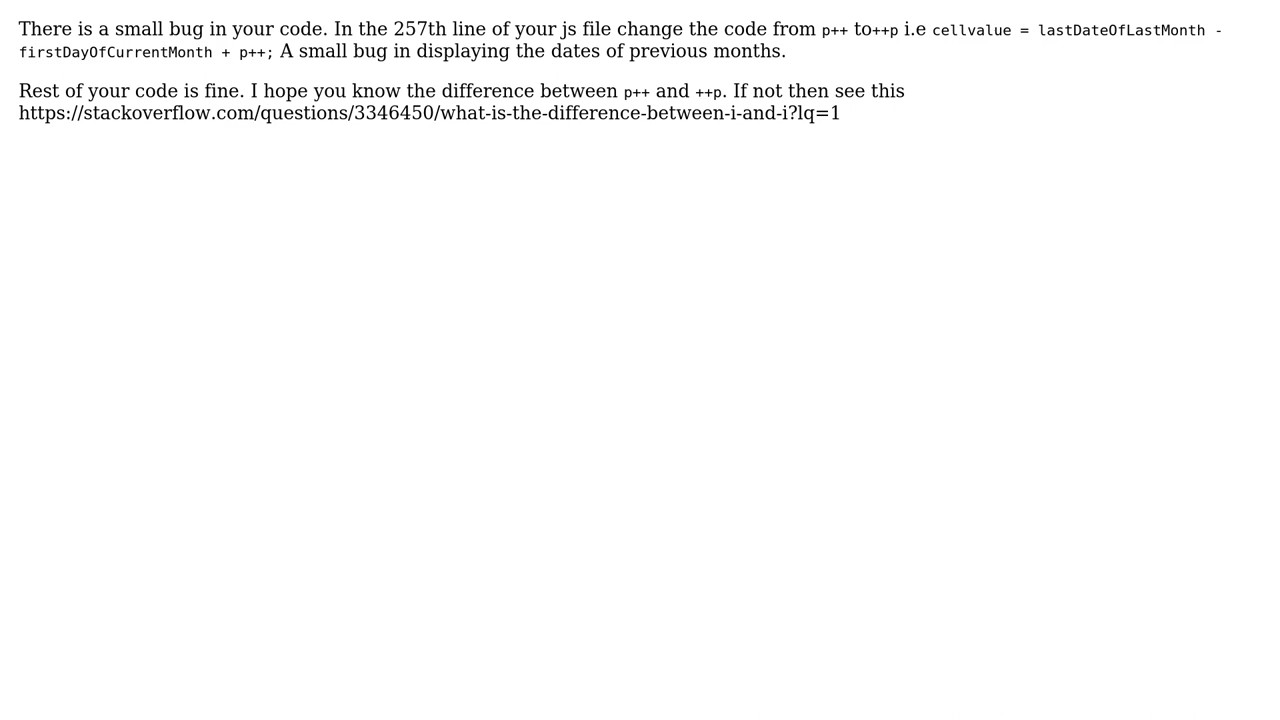 There is a small bug in your code. In the 257th line of your js file change the code from p++ to++p i.e cellvalue = lastDateOfLastMonth -
firstDayOfCurrentMonth + p++; A small bug in displaying the dates of previous months.
Rest of your code is fine. I hope you know the difference between p++ and ++p. If not then see this
https://stackoverflow.com/questions/3346450/what-is-the-difference-between-i-and-i?lq=1